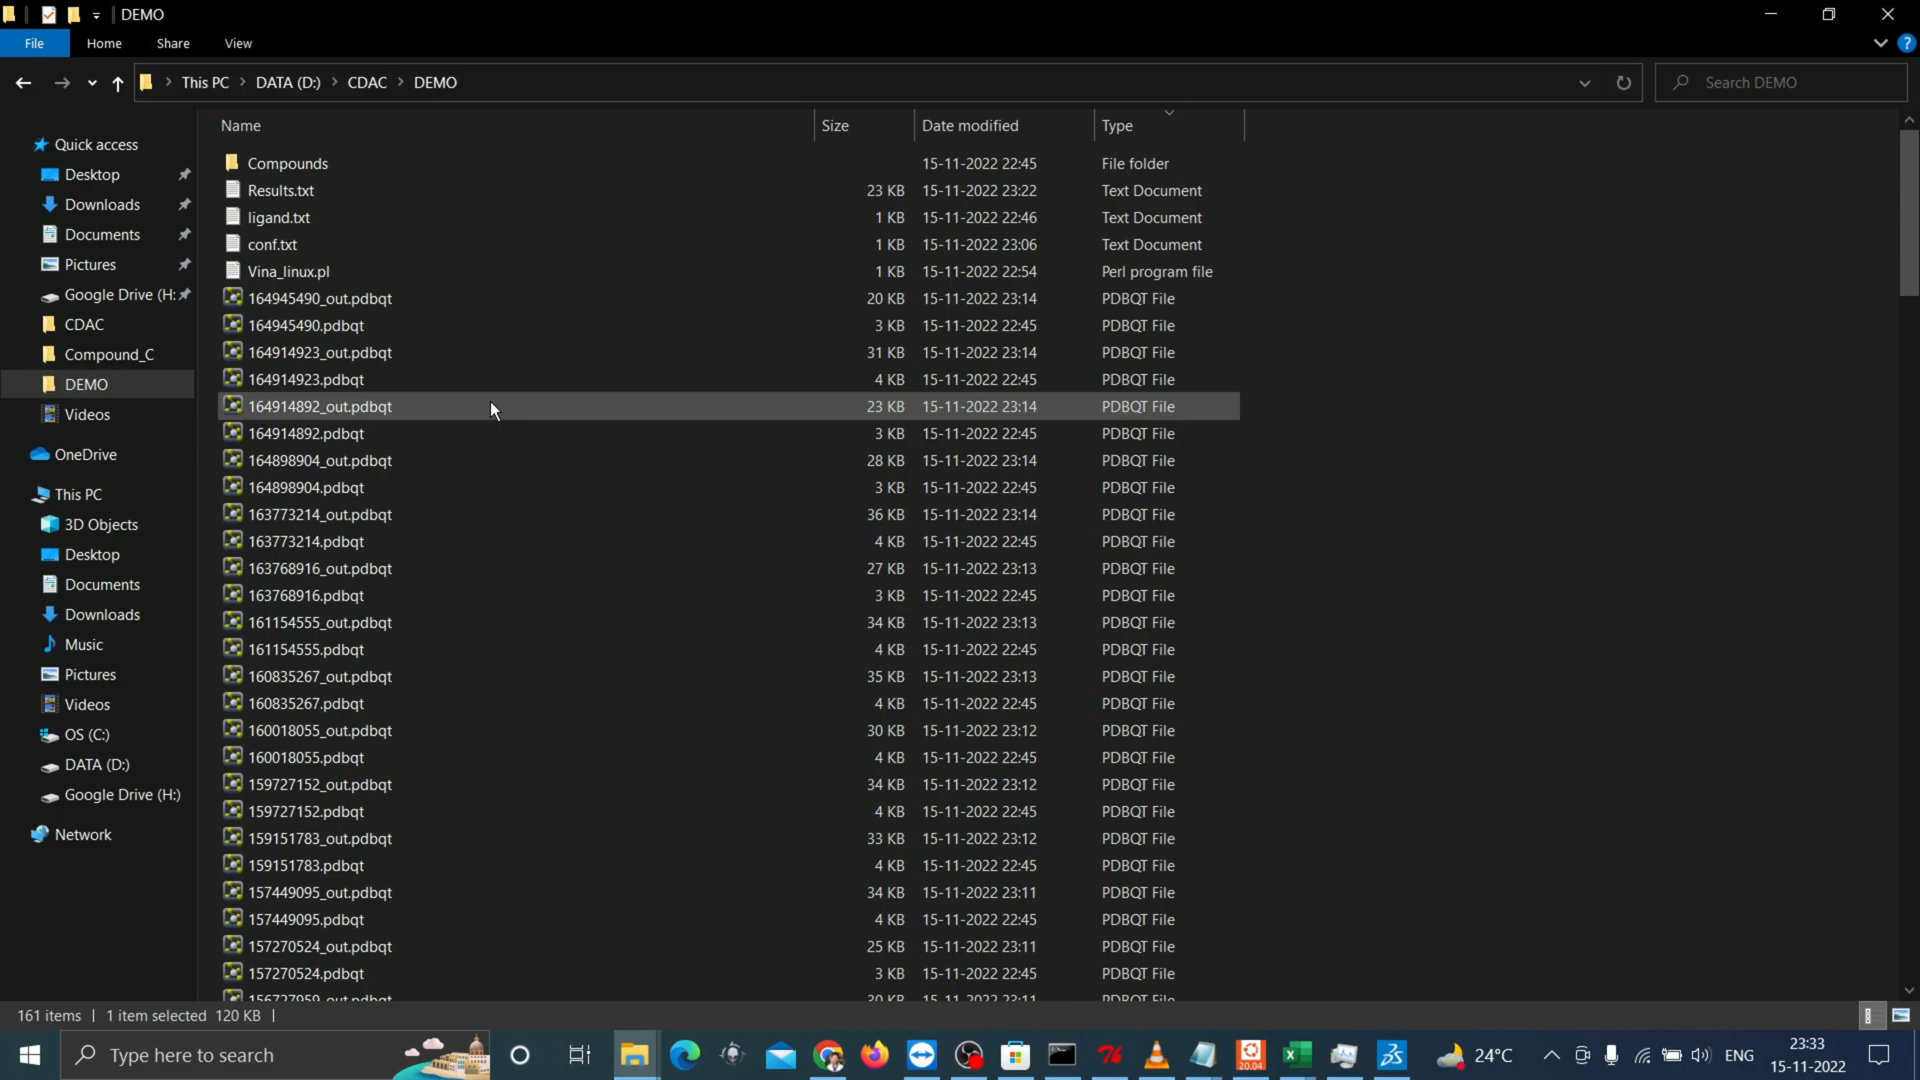 DEMO
File Home Share View
This PC DATA (D:) CDAC DEMO Search DEMO
Name Size Date modified Type
Quick access
Desktop
Downloads
Documents
Pictures
Google Drive (H:
CDAC
Compound_C
DEMO
Videos
OneDrive
This PC
3D Objects
Desktop
Documents
Downloads
Music
Pictures
Videos
OS (C:)
DATA (D:)
Google Drive (H:)
Network
Compounds 15-11-2022 22:45 File folder
Results.txt 23 KB 15-11-2022 23:22 Text Document
ligand.txt 1 KB 15-11-2022 22:46 Text Document
conf.txt 1 KB 15-11-2022 23:06 Text Document
Vina_linux.pl 1 KB 15-11-2022 22:54 Perl program file
164945490_out.pdbqt 20 KB 15-11-2022 23:14 PDBQT File
164945490.pdbqt 3 KB 15-11-2022 22:45 PDBQT File
164914923_out.pdbqt 31 KB 15-11-2022 23:14 PDBQT File
164914923.pdbqt 4 KB 15-11-2022 22:45 PDBQT File
164914892_out.pdbqt 23 KB 15-11-2022 23:14 PDBQT File
164914892.pdbqt 3 KB 15-11-2022 22:45 PDBQT File
164898904_out.pdbqt 28 KB 15-11-2022 23:14 PDBQT File
164898904.pdbqt 3 KB 15-11-2022 22:45 PDBQT File
163773214_out.pdbqt 36 KB 15-11-2022 23:14 PDBQT File
163773214.pdbqt 4 KB 15-11-2022 22:45 PDBQT File
163768916_out.pdbqt 27 KB 15-11-2022 23:13 PDBQT File
163768916.pdbqt 3 KB 15-11-2022 22:45 PDBQT File
161154555_out.pdbqt 34 KB 15-11-2022 23:13 PDBQT File
161154555.pdbqt 4 KB 15-11-2022 22:45 PDBQT File
160835267_out.pdbqt 35 KB 15-11-2022 23:13 PDBQT File
160835267.pdbqt 4 KB 15-11-2022 22:45 PDBQT File
160018055_out.pdbqt 30 KB 15-11-2022 23:12 PDBQT File
160018055.pdbqt 4 KB 15-11-2022 22:45 PDBQT File
159727152_out.pdbqt 34 KB 15-11-2022 23:12 PDBQT File
159727152.pdbqt 4 KB 15-11-2022 22:45 PDBQT File
159151783_out.pdbqt 33 KB 15-11-2022 23:12 PDBQT File
159151783.pdbqt 4 KB 15-11-2022 22:45 PDBQT File
157449095_out.pdbqt 34 KB 15-11-2022 23:11 PDBQT File
157449095.pdbqt 4 KB 15-11-2022 22:45 PDBQT File
157270524_out.pdbqt 25 KB 15-11-2022 23:11 PDBQT File
157270524.pdbqt 3 KB 15-11-2022 22:45 PDBQT File
156727959_out.pdbqt 30 KB 15-11-2022 23:11 PDBQT File
161 items 1 item selected 120 KB
Type here to search 20.04 24°C ENG 23:33
15-11-2022